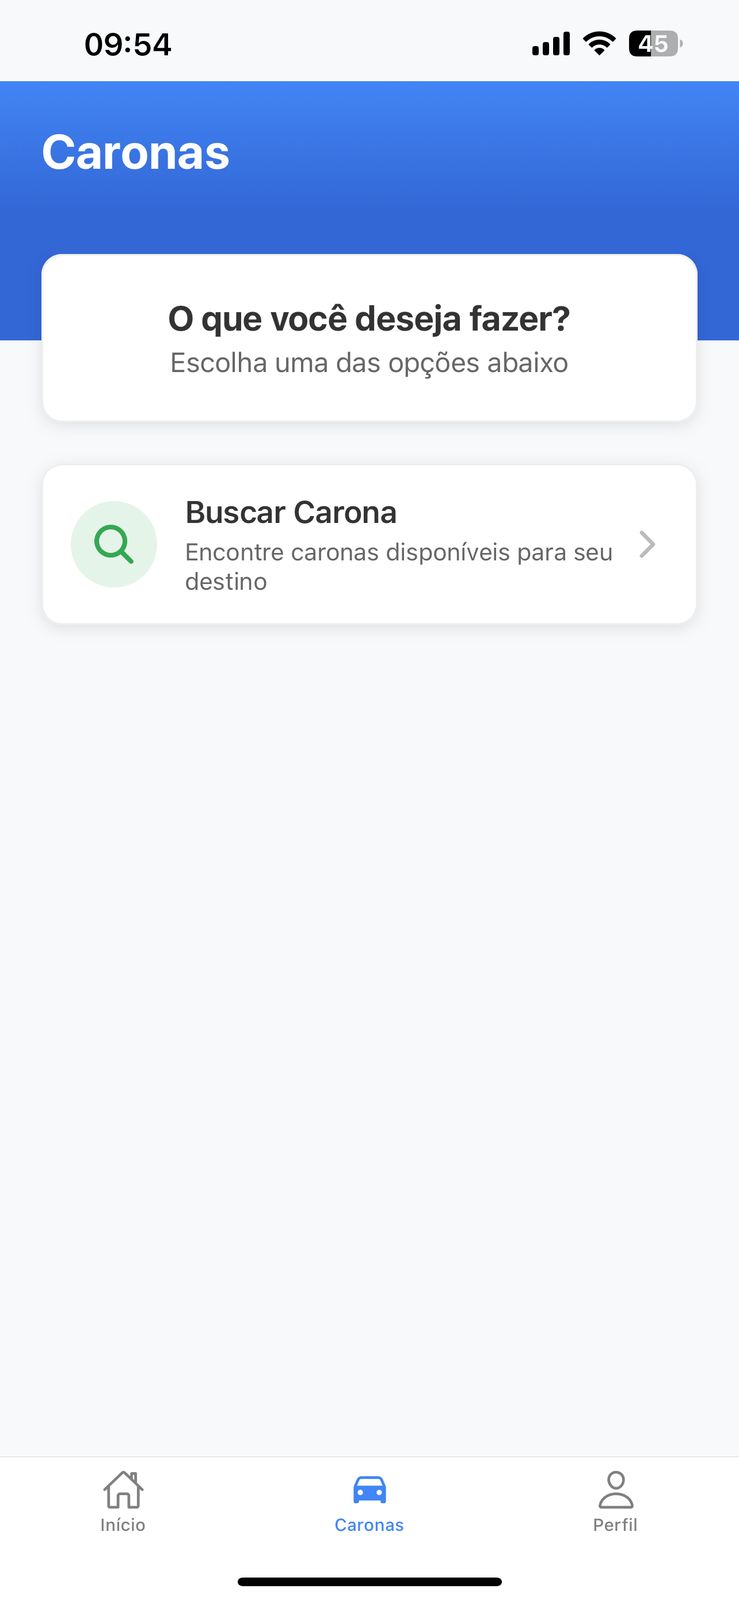 09:54
45
Caronas
O que você deseja fazer?
Escolha uma das opções abaixo
Buscar Carona
Encontre caronas disponíveis para seu
destino
Início
Caronas
Perfil